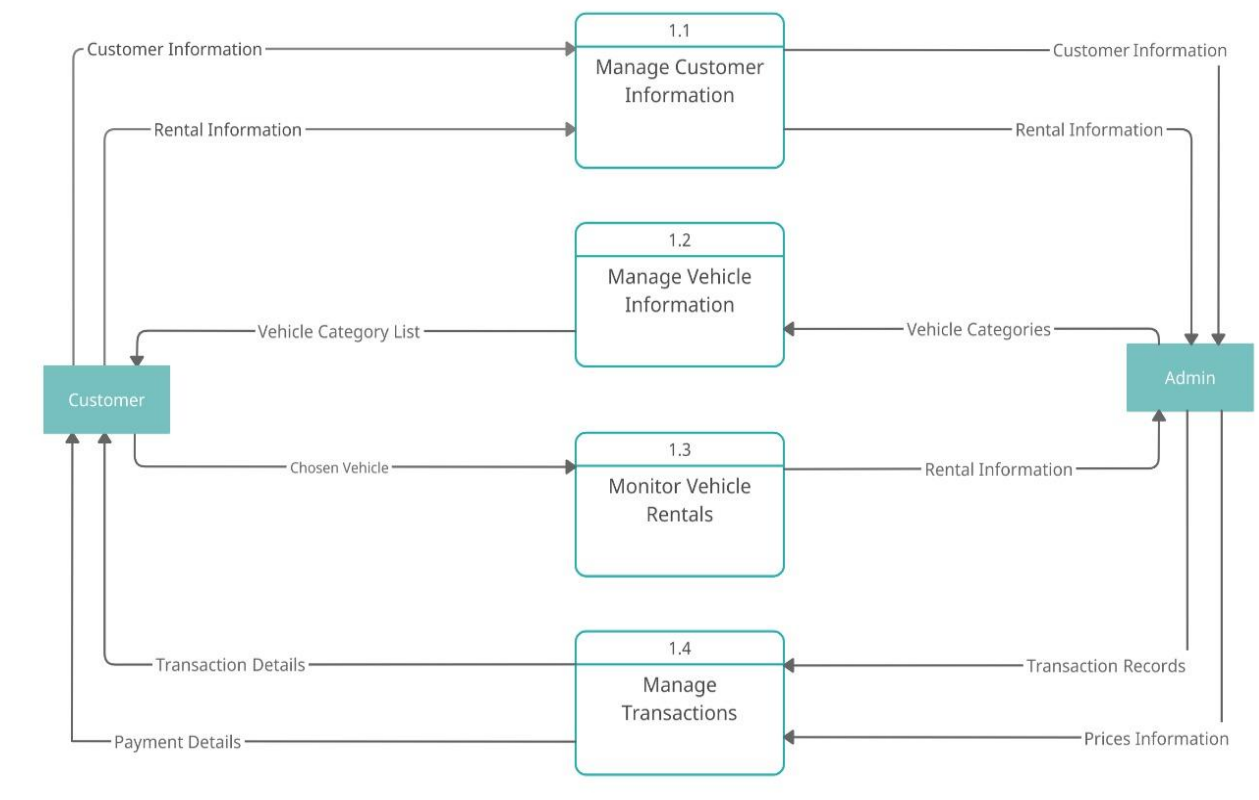 1.1
Customer Information
Manage Customer
Information
Customer Information
Rental Information
Rental Information
1.2
Manage Vehicle
Information
Vehicle Category List
Vehicle Categories
Customer
Admin
1.3
Chosen Vehicle
Monitor Vehicle
Rentals
Rental Information
1.4
Transaction Details
Manage
Transactions
Transaction Records
Payment Details
Prices Information